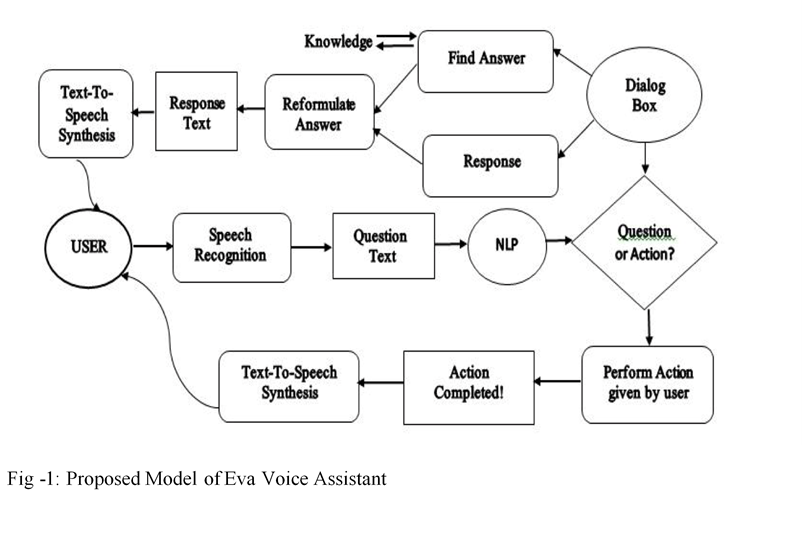 Knowledge
Find Answer
Dialog
Box
Text-To-
Speech
Synthesis
Response
Text
Reformulate
Answer
Response
USER
Speech
Recognition
Question
Text
NLP
Question
or Action?
Text-To-Speech
Synthesis
Action
Completed!
Perform Action
given by user
Fig -1: Proposed Model of Eva Voice Assistant